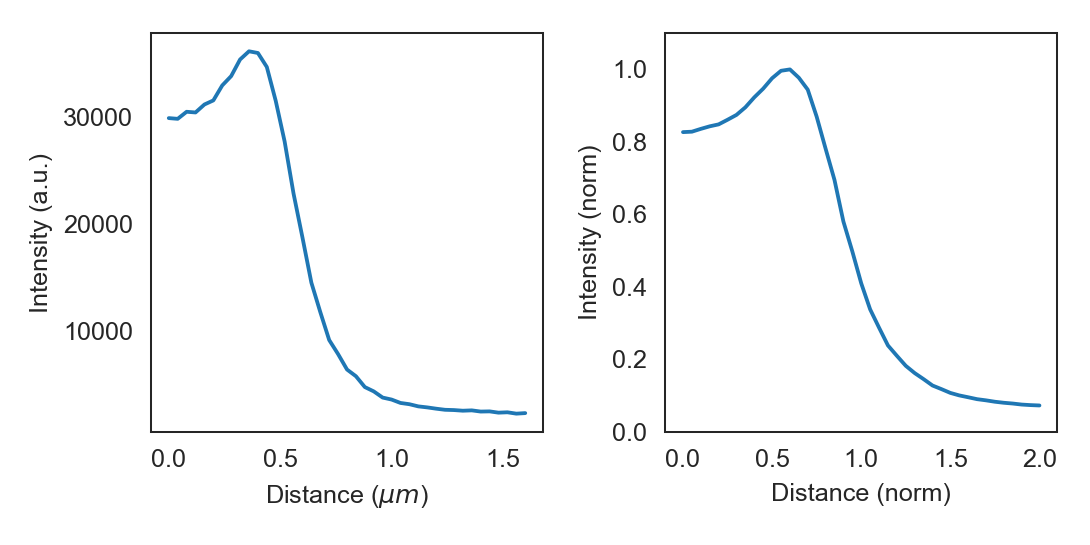 Intensity (a.u.)
30000
20000
10000
0.0 0.5 1.0 1.5
Distance (μm)
Intensity (norm)
1.0
0.8
0.6
0.4
0.2
0.0
0.0 0.5 1.0 1.5 2.0
Distance (norm)